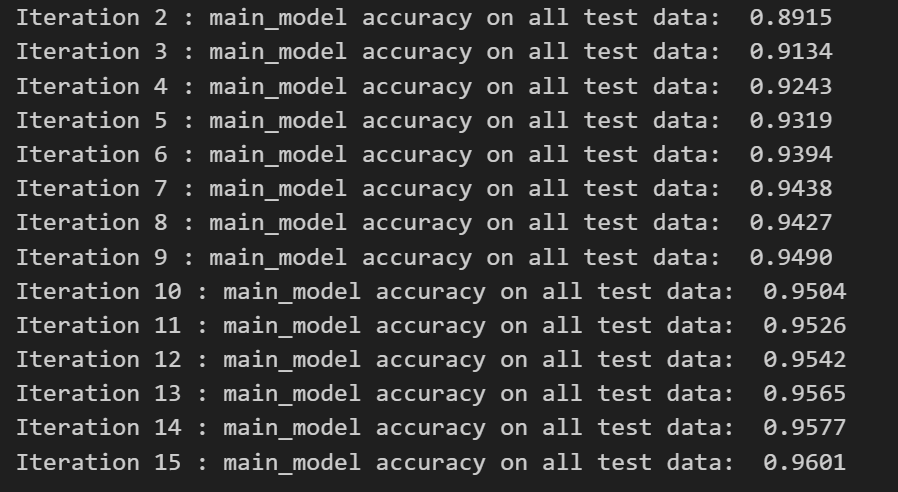 Iteration 2 : main_model accuracy on all test data:  0.8915
Iteration 3 : main_model accuracy on all test data:  0.9134
Iteration 4 : main_model accuracy on all test data:  0.9243
Iteration 5 : main_model accuracy on all test data:  0.9319
Iteration 6 : main_model accuracy on all test data:  0.9394
Iteration 7 : main_model accuracy on all test data:  0.9438
Iteration 8 : main_model accuracy on all test data:  0.9427
Iteration 9 : main_model accuracy on all test data:  0.9490
Iteration 10 : main_model accuracy on all test data:  0.9504
Iteration 11 : main_model accuracy on all test data:  0.9526
Iteration 12 : main_model accuracy on all test data:  0.9542
Iteration 13 : main_model accuracy on all test data:  0.9565
Iteration 14 : main_model accuracy on all test data:  0.9577
Iteration 15 : main_model accuracy on all test data:  0.9601